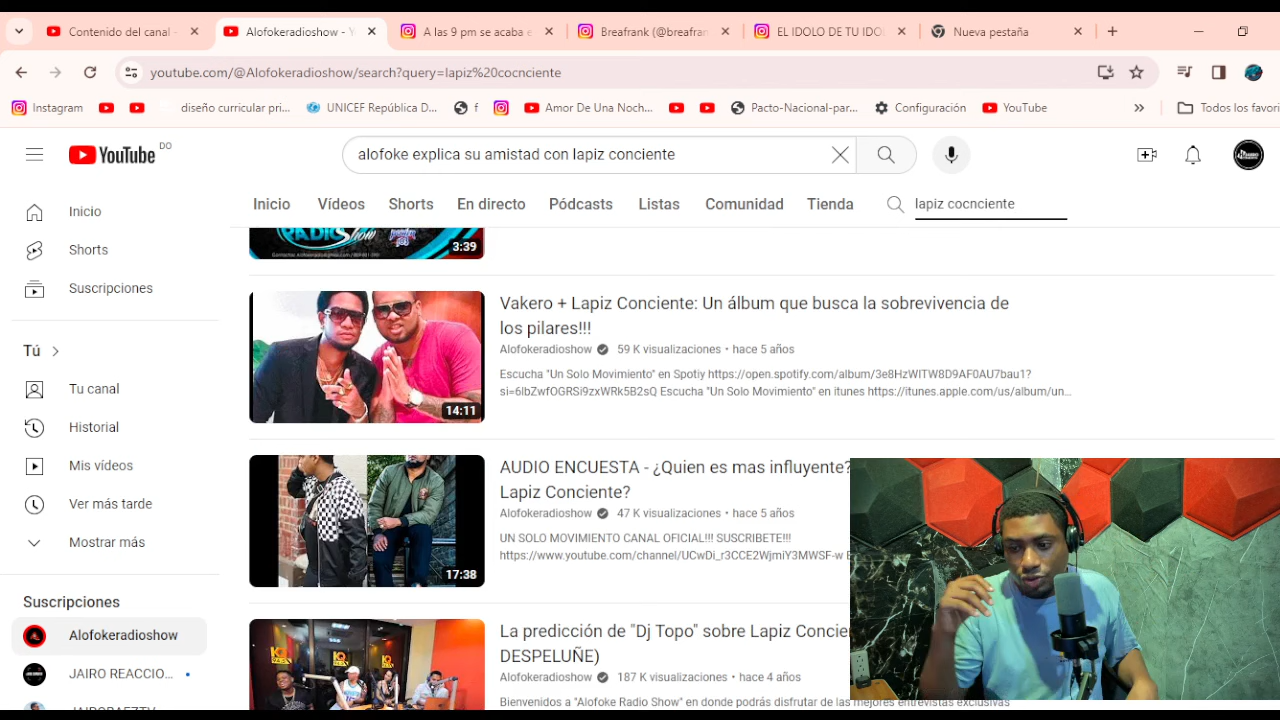 Contenido del canal -
Alofokeradioshow - Y
A las 9 pm se acaba e
Breafrank (@breafran
EL IDOLO DE TU IDOL
Nueva pestaña
youtube.com/@Alofokeradioshow/search?query=lapiz%20cocnciente
Instagram
diseño curricular pri...
UNICEF República D...
f
Amor De Una Noch...
Pacto-Nacional-par...
Configuración
YouTube
Todos los favori
YouTube DO
alofoke explica su amistad con lapiz conciente
Inicio
Shorts
Suscripciones
Tú
Tu canal
Historial
Mis vídeos
Ver más tarde
Mostrar más
Suscripciones
Alofokeradioshow
JAIRO REACCIO...
Inicio Vídeos Shorts En directo Pódcasts Listas Comunidad Tienda lapiz cocnciente
3:39
Vakero + Lapiz Conciente: Un álbum que busca la sobrevivencia de
los pilares!!!
Alofokeradioshow 59 K visualizaciones • hace 5 años
Escucha "Un Solo Movimiento" en Spotiy https://open.spotify.com/album/3e8HzWITW8D9AF0AU7bau1?
si=6lbZwfOGRSi9zxWRk5B2sQ Escucha "Un Solo Movimiento" en itunes https://itunes.apple.com/us/album/un...
14:11
AUDIO ENCUESTA - ¿Quien es mas influyente?
Lapiz Conciente?
Alofokeradioshow 47 K visualizaciones • hace 5 años
UN SOLO MOVIMIENTO CANAL OFICIAL!!! SUSCRIBETE!!!
https://www.youtube.com/channel/UCwDi_r3CCE2WjmiY3MWSF-w
17:38
La predicción de "Dj Topo" sobre Lapiz Concie
DESPELUÑE)
Alofokeradioshow 187 K visualizaciones • hace 4 años
Bienvenidos a "Alofoke Radio Show" en donde podrás disfrutar de las mejores entrevistas exclusivas